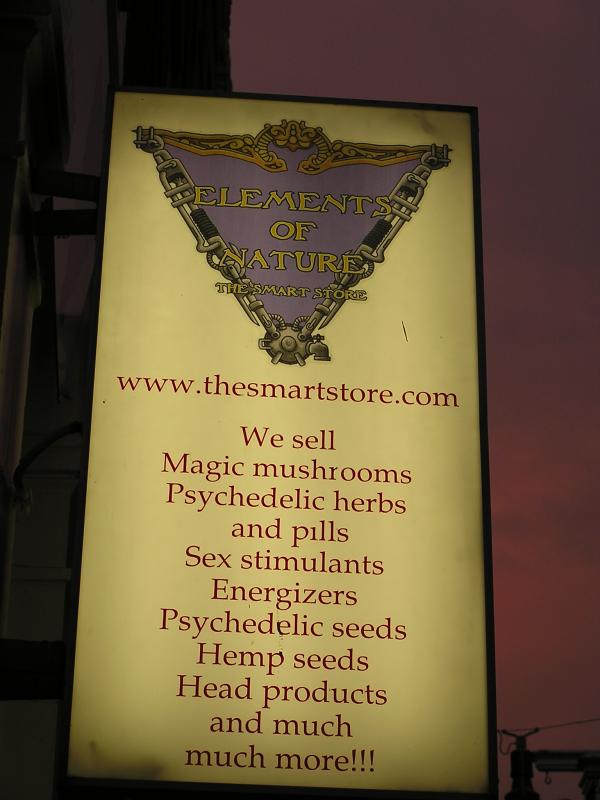 ELEMENTS
OF
NATURE
THE SMART STORE
www.thesmartstore.com
We sell
Magic mushrooms
Psychedelic herbs
and pills
Sex stimulants
Energizers
Psychedelic seeds
Hemp seeds
Head products
and much
much more!!!